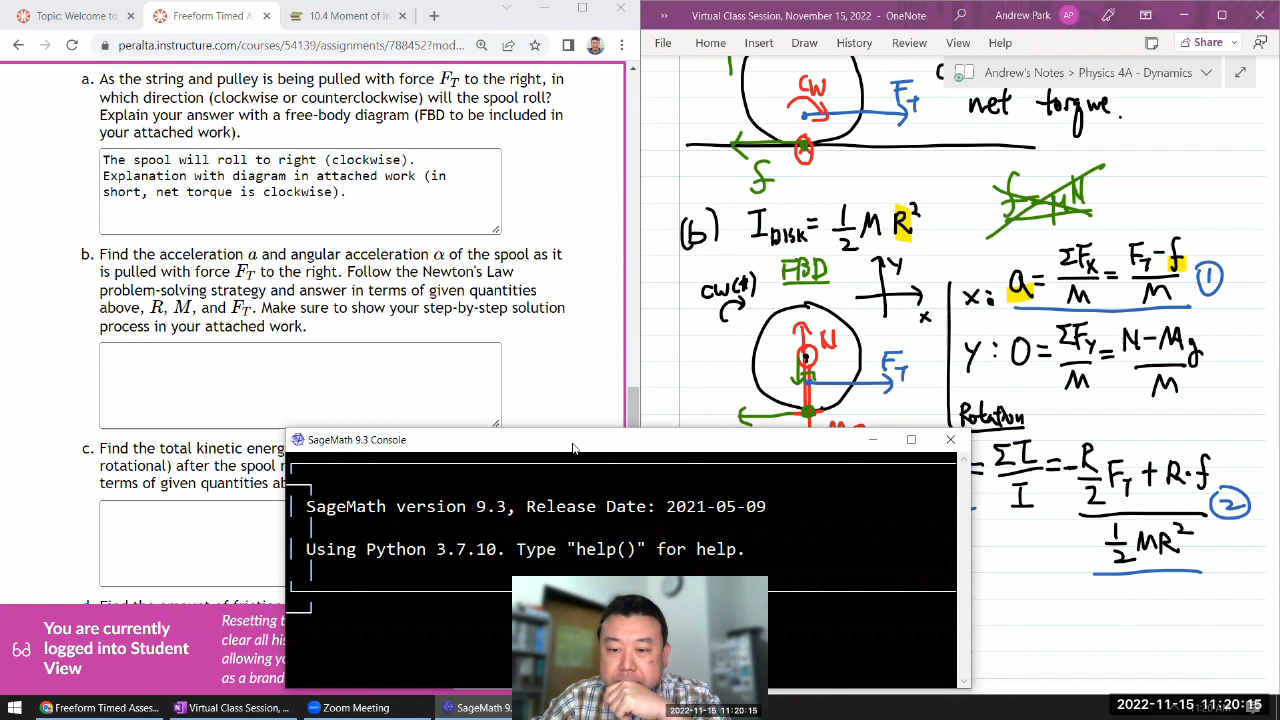 Topic: Welcome to
Freeform Timed As
10.4 Moment of In
peralta.instructure.com/courses/54139/assignments/788452?mod...
a. As the string and pulley is being pulled with force F_T to the right, in
which direction (clockwise or counterclockwise) will the spool roll?
Explain your answer with a free-body diagram (FBD to be included in
your attached work).
The spool will roll to right (clockwise).
Explanation with diagram in attached work (in
short, net torque is clockwise).
b. Find the acceleration a and angular acceleration α of the spool as it
is pulled with force F_T to the right. Follow the Newton's Law
problem-solving strategy and answer in terms of given quantities
above, R, M, and F_T. Make sure to show your step-by-step solution
process in your attached work.
c. Find the total kinetic energ
rotational) after the spool r
terms of given quantities ab
d. Find the amount of frictio
You are currently
logged into Student
View
Resetting t
clear all his
allowing yo
as a brand
Virtual Class Session, November 15, 2022 - OneNote
Andrew Park
AP
File Home Insert Draw History Review View Help
Share
Andrew's Notes » Physics 4A - Dynamics
net torque.
CW
F_T
f
f = μN
(b) I_DISK = 1/2 M R²
FBD
CW(+)
Y
x
N
F_T
x: a = ΣF_x/M = F_T - f/M ①
Y: 0 = ΣF_y/M = N - Mg/M
Rotation
= Στ/I = -R/2 F_T + R·f / 1/2 MR² ②
SageMath 9.3 Console
SageMath version 9.3, Release Date: 2021-05-09
Using Python 3.7.10. Type "help()" for help.
2022-11-15 11:20:15
Freeform Timed Asses...
Virtual Class Session,...
Zoom Meeting
SageMath 9.
2022-11-15 11:20:15